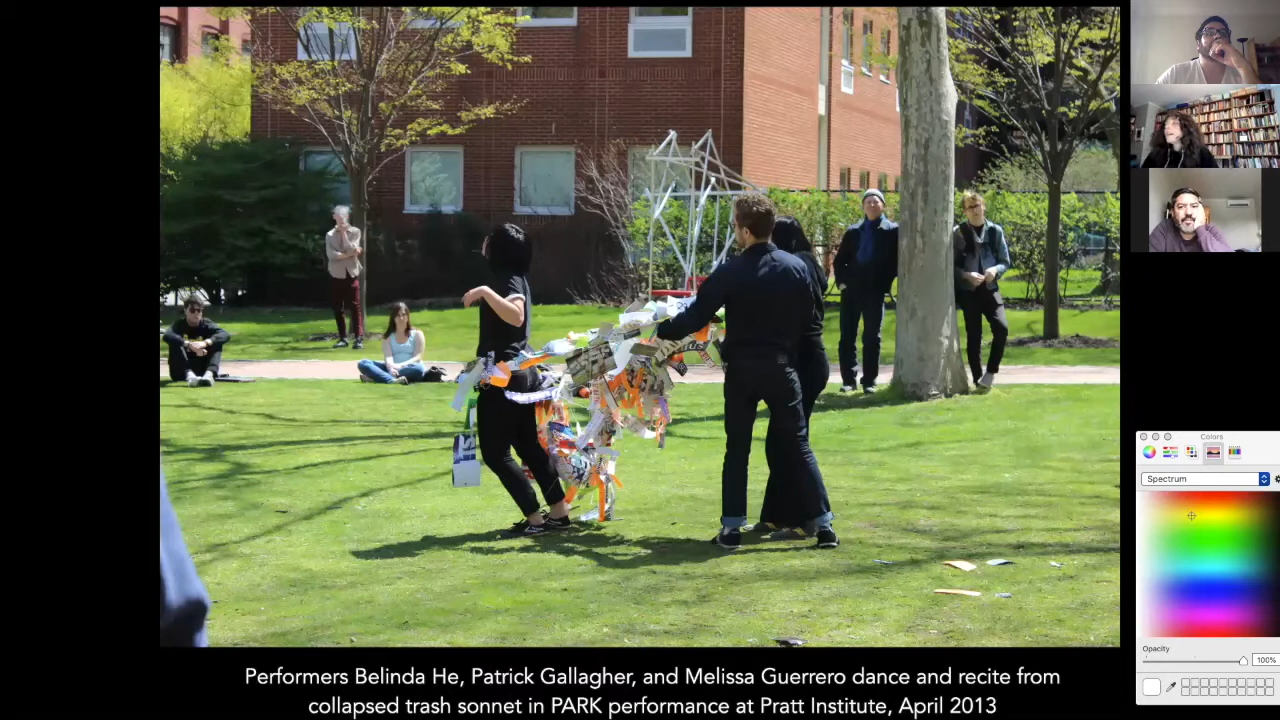 Colors
Spectrum
Opacity
100%
Performers Belinda He, Patrick Gallagher, and Melissa Guerrero dance and recite from
collapsed trash sonnet in PARK performance at Pratt Institute, April 2013